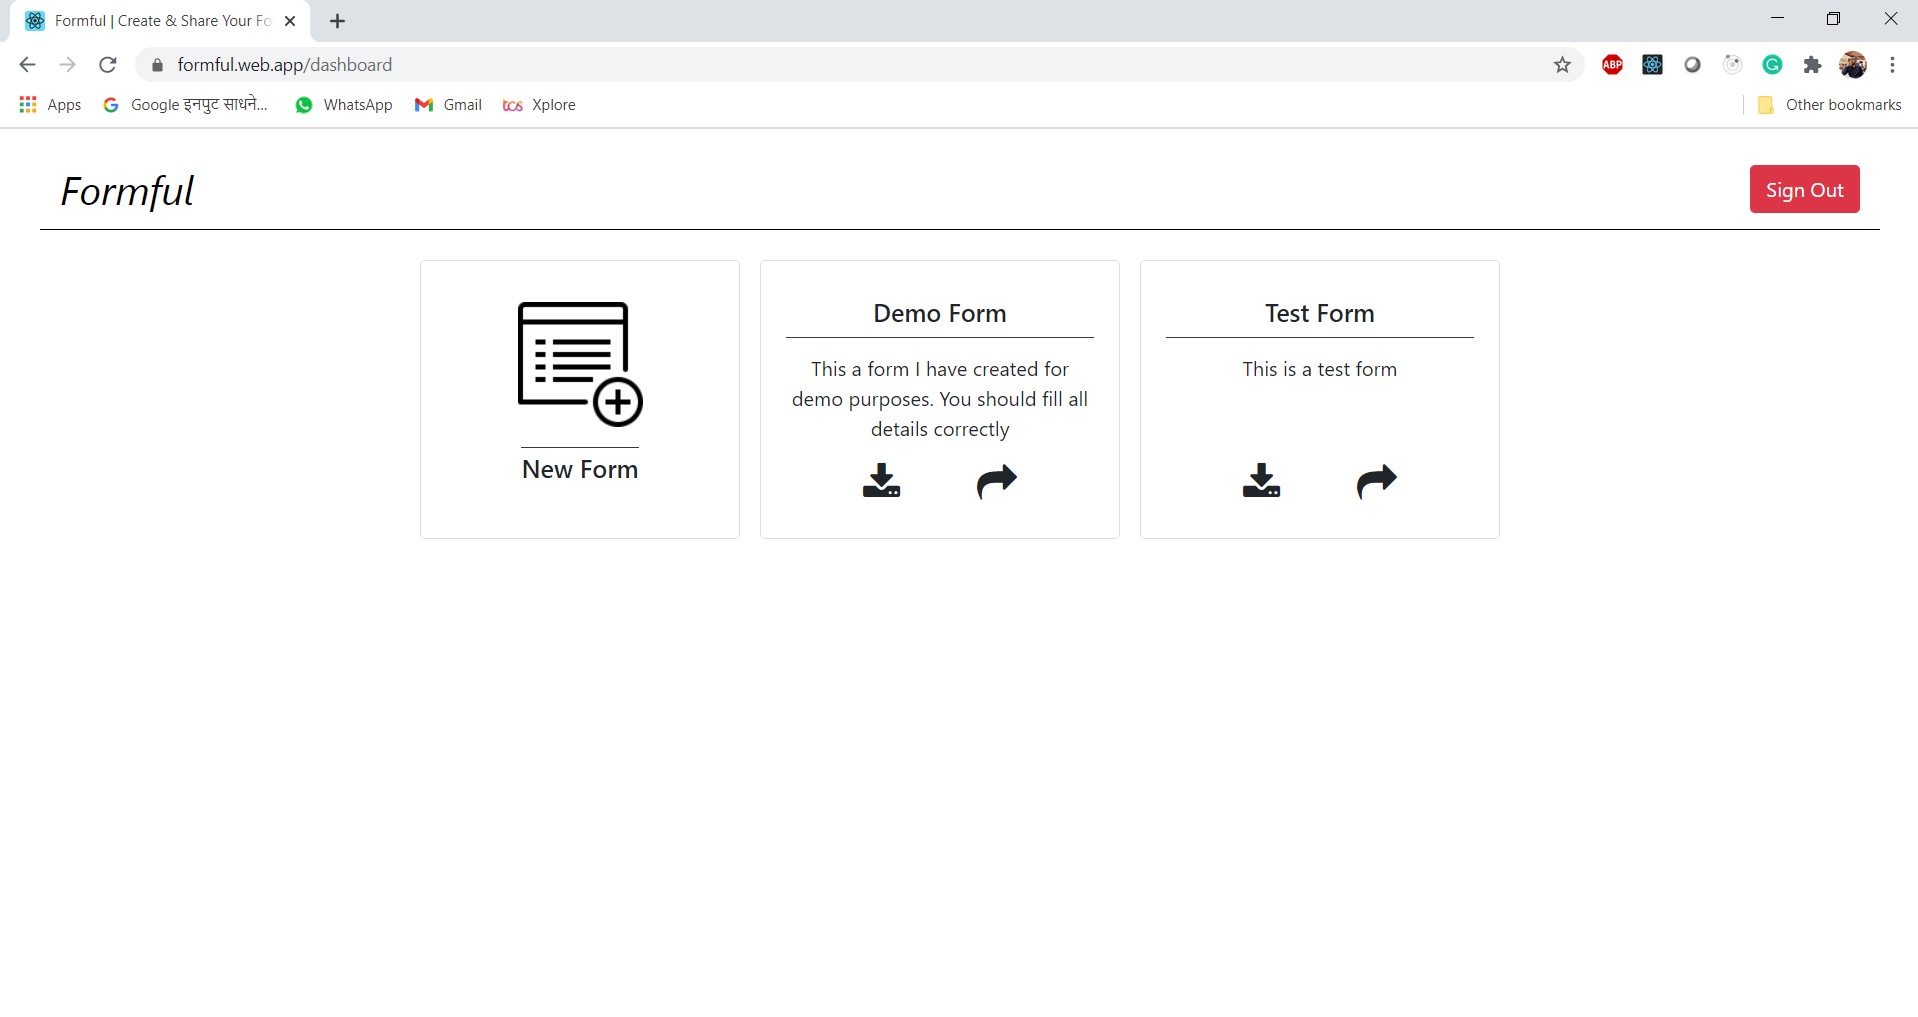 Formful | Create & Share Your Fo
formful.web.app/dashboard
ABP
Apps
Google इनपुट साधने...
WhatsApp
Gmail
tcs Xplore
Other bookmarks
Formful
Sign Out
New Form
Demo Form
This a form I have created for
demo purposes. You should fill all
details correctly
Test Form
This is a test form